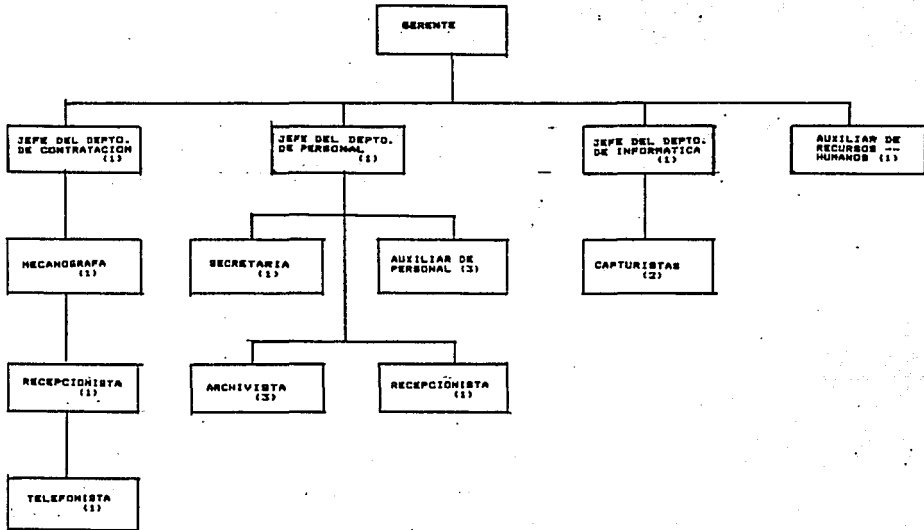 GERENTE
JEFE DEL DEPTO.
DE CONTRATACION
(1)
JEFE DEL DEPTO.
DE PERSONAL
(1)
JEFE DEL DEPTO.
DE INFORMATICA
(1)
AUXILIAR DE
RECURSOS --
HUMANOS (1)
MECANOGRAFA
(1)
SECRETARIA
(1)
AUXILIAR DE
PERSONAL (3)
CAPTURISTAS
(2)
RECEPCIONISTA
(1)
ARCHIVISTA
(3)
RECEPCIONISTA
(1)
TELEFONISTA
(1)